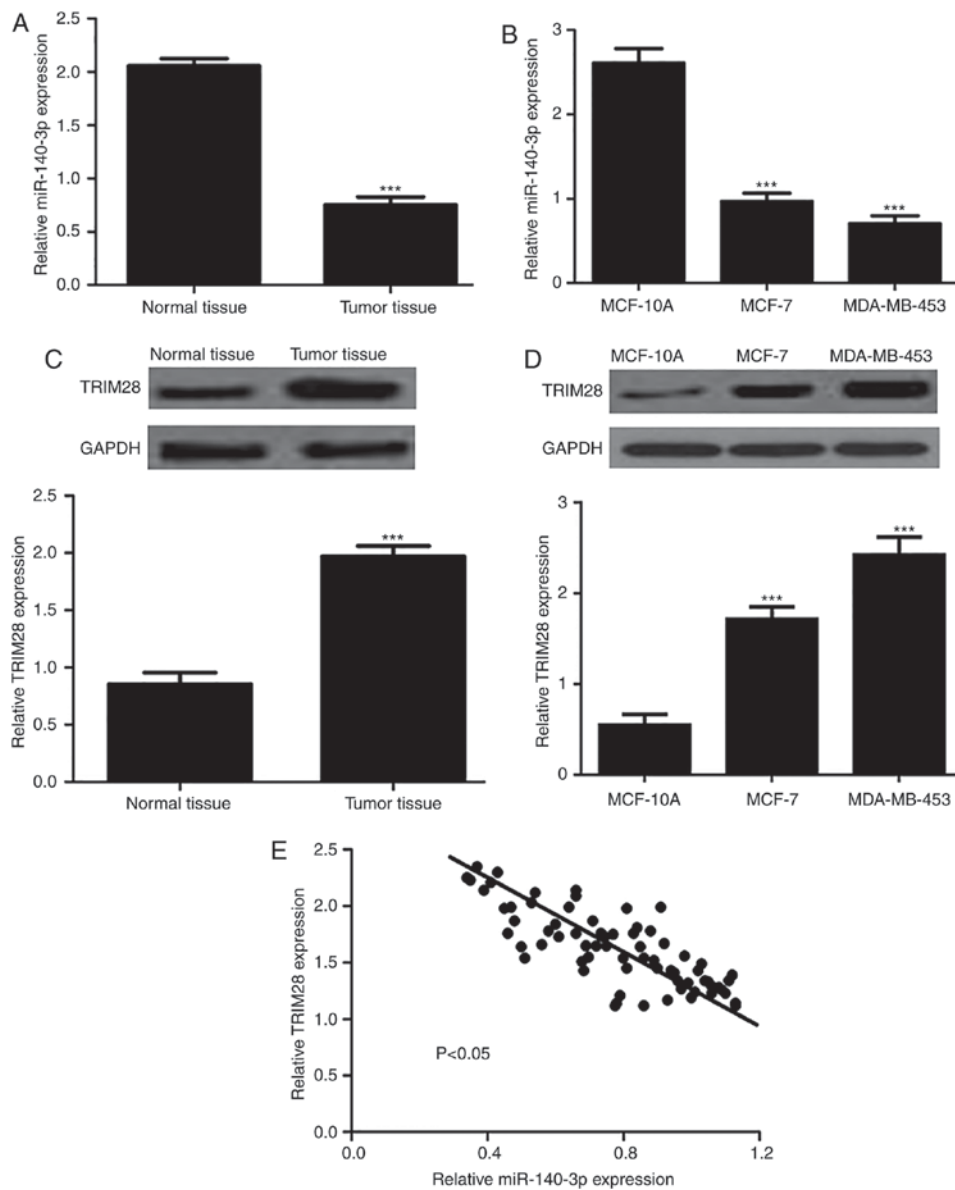 A
Relative miR-140-3p expression
2.5
2.0
1.5
1.0
0.5
0.0
***
Normal tissue
Tumor tissue
B
Relative miR-140-3p expression
3
2
1
0
***
***
MCF-10A
MCF-7
MDA-MB-453
C
Normal tissue
Tumor tissue
TRIM28
GAPDH
Relative TRIM28 expression
2.5
2.0
1.5
1.0
0.5
0.0
***
Normal tissue
Tumor tissue
D
MCF-10A
MCF-7
MDA-MB-453
TRIM28
GAPDH
Relative TRIM28 expression
3
2
1
0
***
***
MCF-10A
MCF-7
MDA-MB-453
E
Relative TRIM28 expression
2.5
2.0
1.5
1.0
0.5
0.0
P<0.05
0.0
0.4
0.8
1.2
Relative miR-140-3p expression